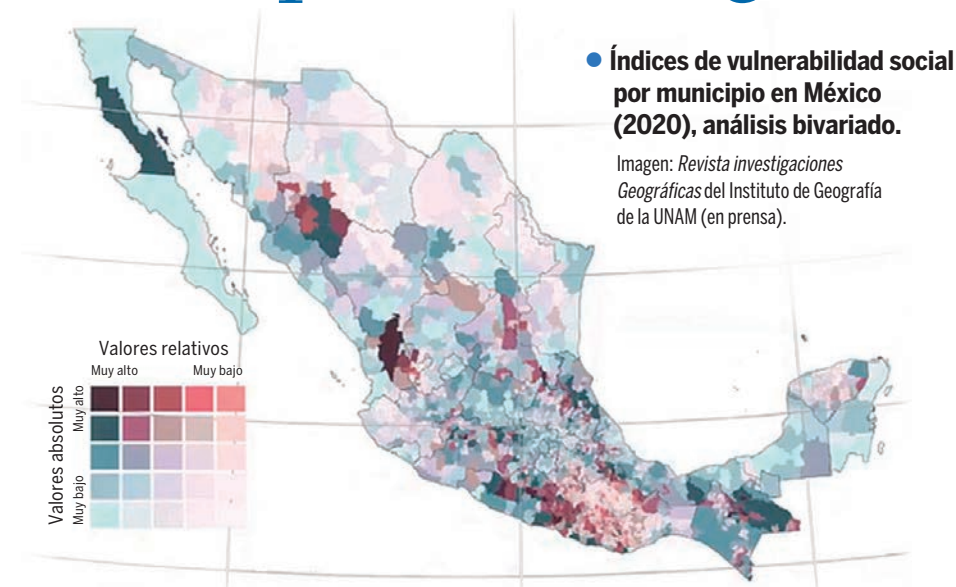 ● Índices de vulnerabilidad social
por municipio en México
(2020), análisis bivariado.
Imagen: Revista investigaciones
Geográficas del Instituto de Geografía
de la UNAM (en prensa).
Valores relativos
Muy alto
Muy bajo
Valores absolutos
Muy alto
Muy bajo